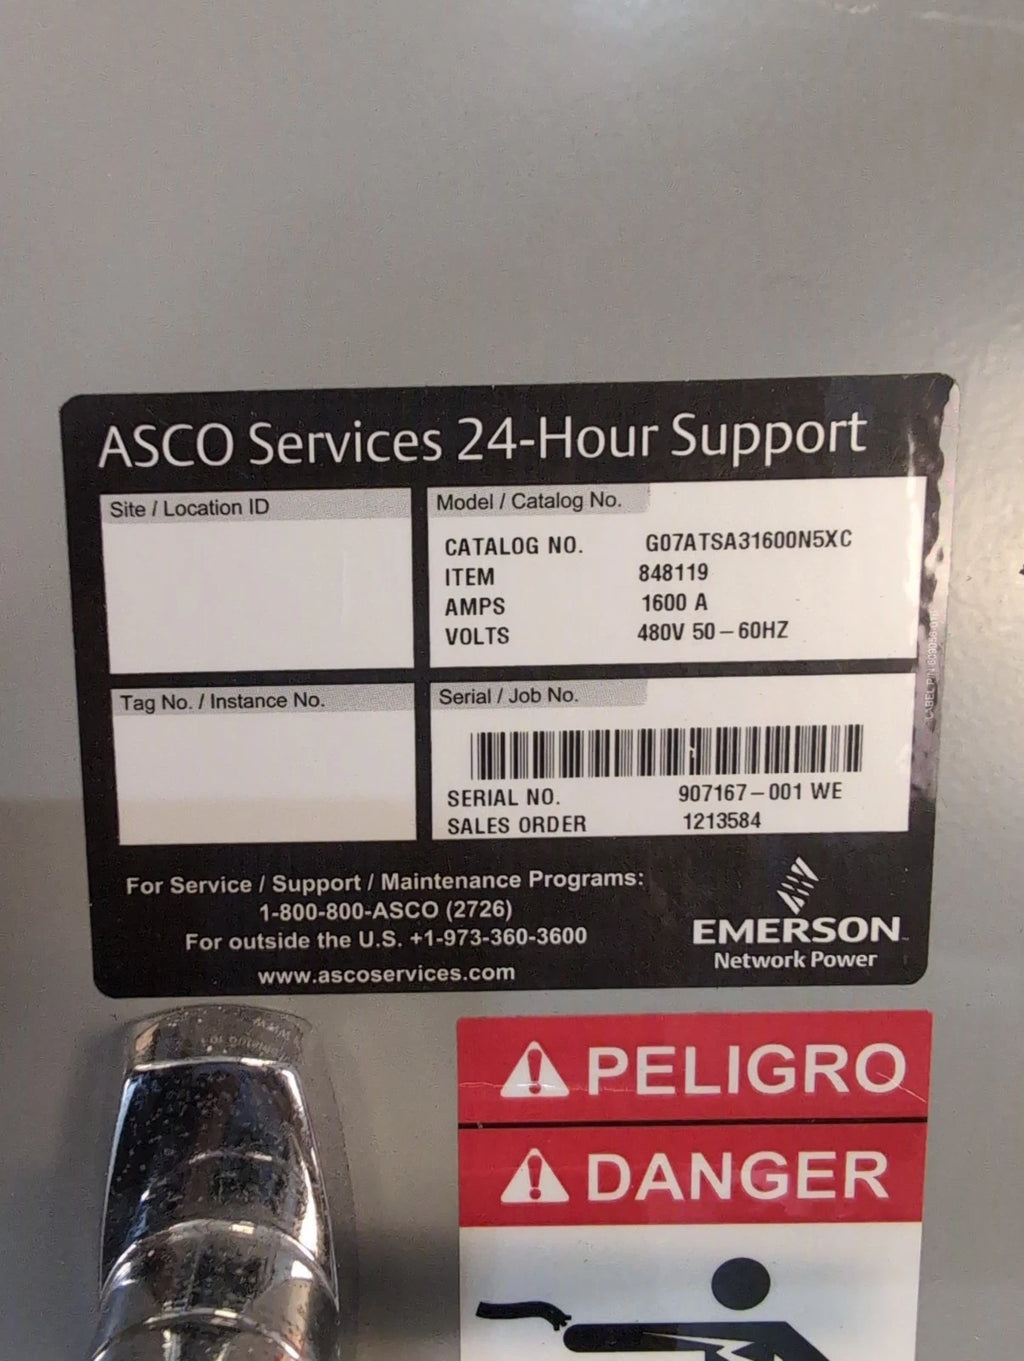 ASCO Services 24-Hour Support
Site / Location ID
Model / Catalog No.
CATALOG NO. G07ATSA31600N5XC
ITEM 848119
AMPS 1600 A
VOLTS 480V 50-60HZ
Tag No. / Instance No.
Serial / Job No.
SERIAL NO. 907167-001 WE
SALES ORDER 1213584
For Service / Support / Maintenance Programs:
1-800-800-ASCO (2726)
For outside the U.S. +1-973-360-3600
www.ascoservices.com
EMERSON
Network Power
PELIGRO
DANGER